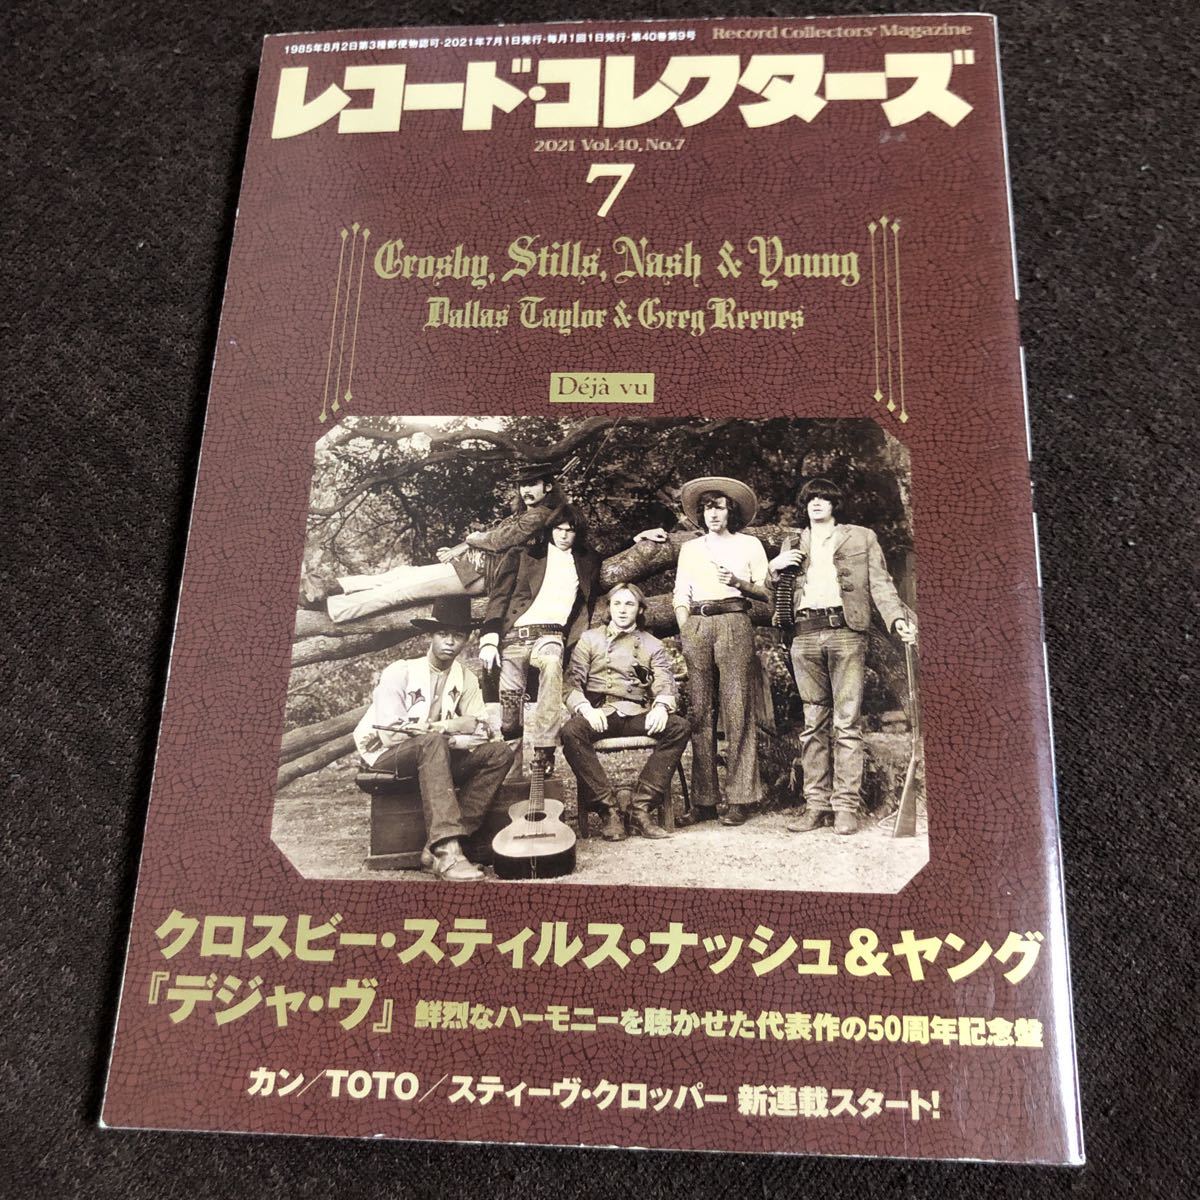 1985年8月2日第3種郵便物認可・2021年7月1日発行・毎月1回1日発行・第40巻第9号
Record Collectors' Magazine
レコード・コレクターズ
2021 Vol.40, No.7
7
Crosby, Stills, Nash & Young
Dallas Taylor & Greg Reeves
Déjà vu
クロスビー・スティルス・ナッシュ&ヤング
『デジャ・ヴ』 鮮烈なハーモニーを聴かせた代表作の50周年記念盤
カン/TOTO/スティーヴ・クロッパー 新連載スタート!